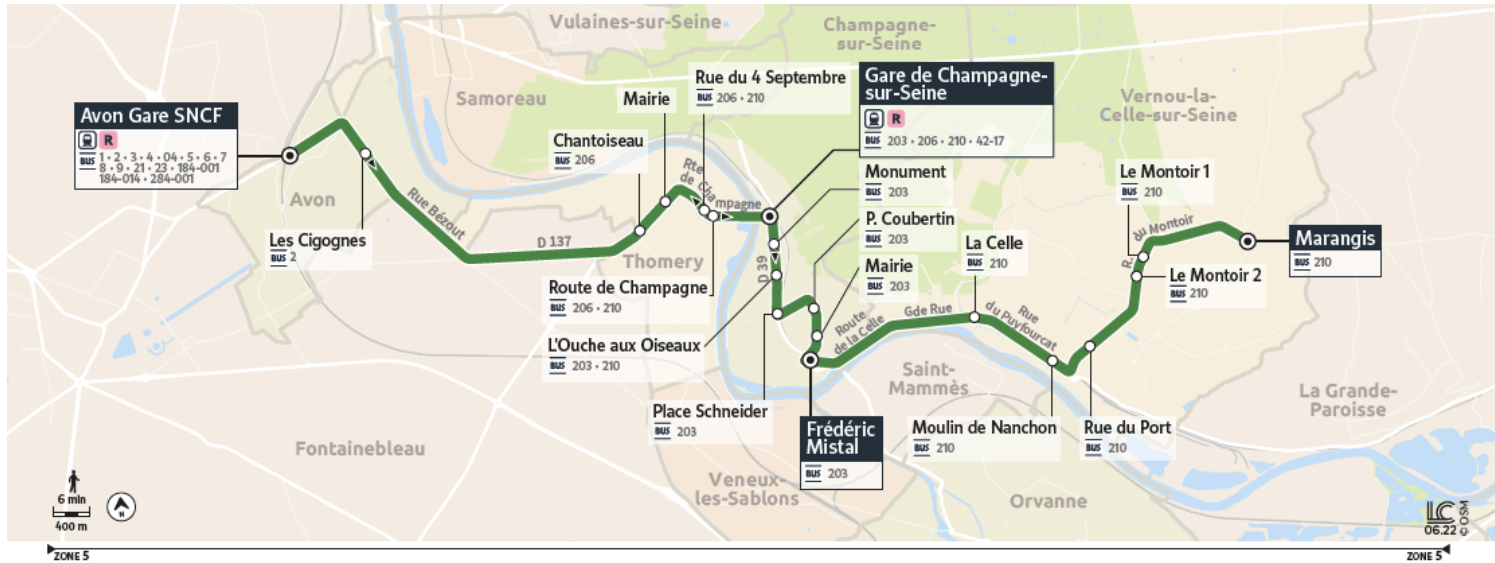 Vulaines-sur-Seine
Champagne-
sur-Seine
Samoreau
Vernou-la-
Celle-sur-Seine
Avon Gare SNCF
R
BUS 1 • 2 • 3 • 4 • 04 • 5 • 6 • 7
8 • 9 • 21 • 23 • 184-001
184-014 • 284-001
Avon
Les Cigognes
BUS 2
Rue Bézout
D 137
Chantoiseau
BUS 206
Mairie
Rue du 4 Septembre
BUS 206 • 210
Rte
de Champagne
Thomery
Route de Champagne
BUS 206 • 210
Gare de Champagne-
sur-Seine
R
BUS 203 • 206 • 210 • 42-17
Monument
BUS 203
D 39
L'Ouche aux Oiseaux
BUS 203 • 210
Place Schneider
BUS 203
P. Coubertin
BUS 203
Mairie
BUS 203
Frédéric
Mistal
BUS 203
Route
de la Celle
Gde Rue
La Celle
BUS 210
Rue
du Puyfourcat
Moulin de Nanchon
BUS 210
Rue du Port
BUS 210
Le Montoir 2
BUS 210
Le Montoir 1
BUS 210
R. du Montoir
Marangis
BUS 210
Saint-
Mammès
La Grande-
Paroisse
Fontainebleau
Veneux-
les-Sablons
Orvanne
6 min
400 m
N
LC
06.22
© OSM
ZONE 5
ZONE 5